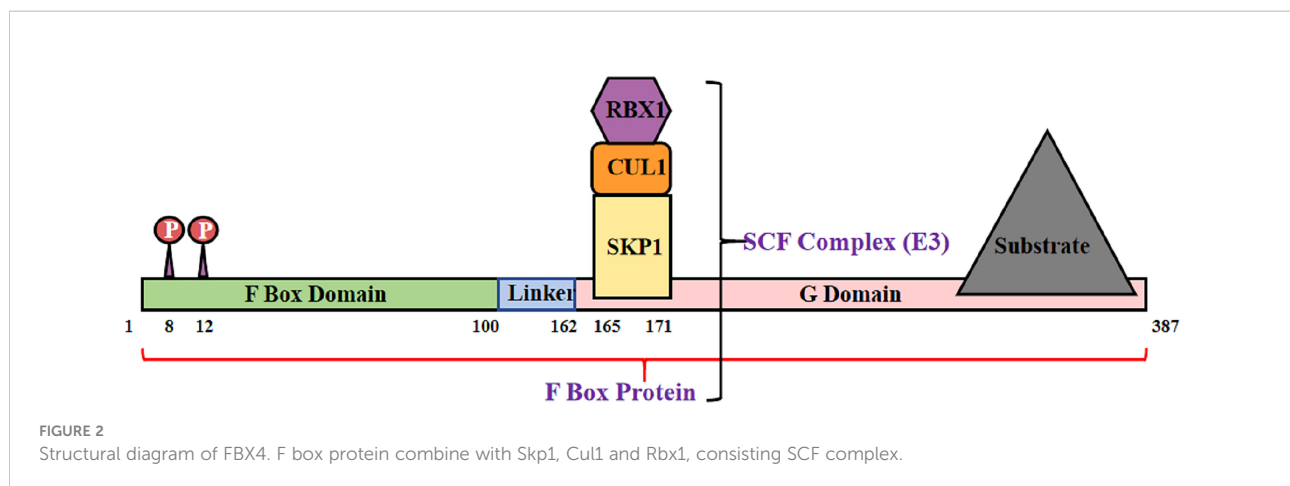 RBX1
CUL1
SKP1
SCF Complex (E3)
Substrate
P P
F Box Domain Linker G Domain
1 8 12 100 162 165 171 387
F Box Protein
FIGURE 2
Structural diagram of FBX4. F box protein combine with Skp1, Cul1 and Rbx1, consisting SCF complex.